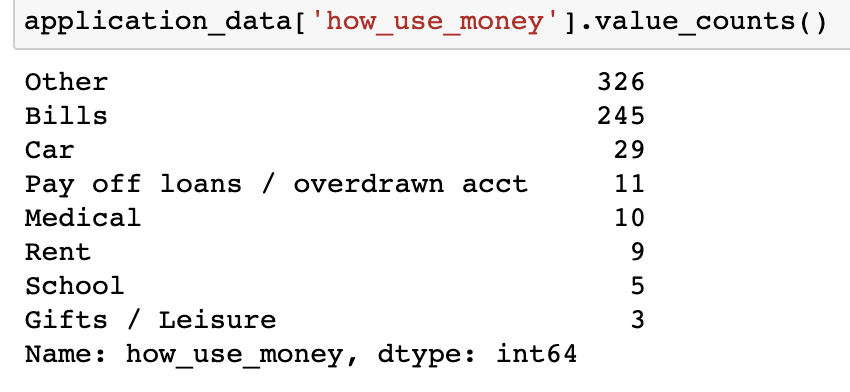 application_data['how_use_money'].value_counts()
Other 326
Bills 245
Car 29
Pay off loans / overdrawn acct 11
Medical 10
Rent 9
School 5
Gifts / Leisure 3
Name: how_use_money, dtype: int64